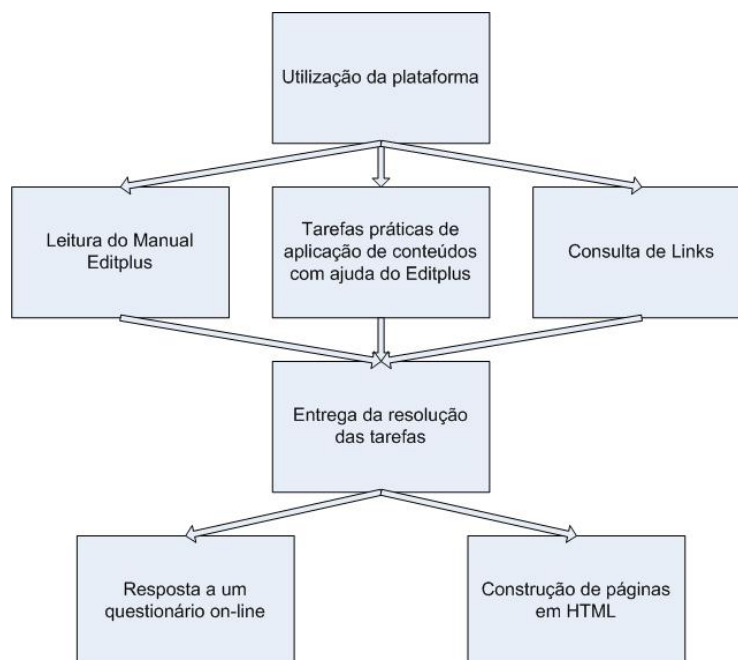 Utilização da plataforma
Leitura do Manual
Editplus
Tarefas práticas de
aplicação de conteúdos
com ajuda do Editplus
Consulta de Links
Entrega da resolução
das tarefas
Resposta a um
questionário on-line
Construção de páginas
em HTML